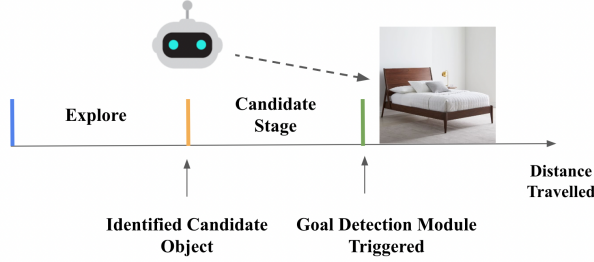 Explore
Candidate
Stage
Distance
Travelled
Identified Candidate
Object
Goal Detection Module
Triggered